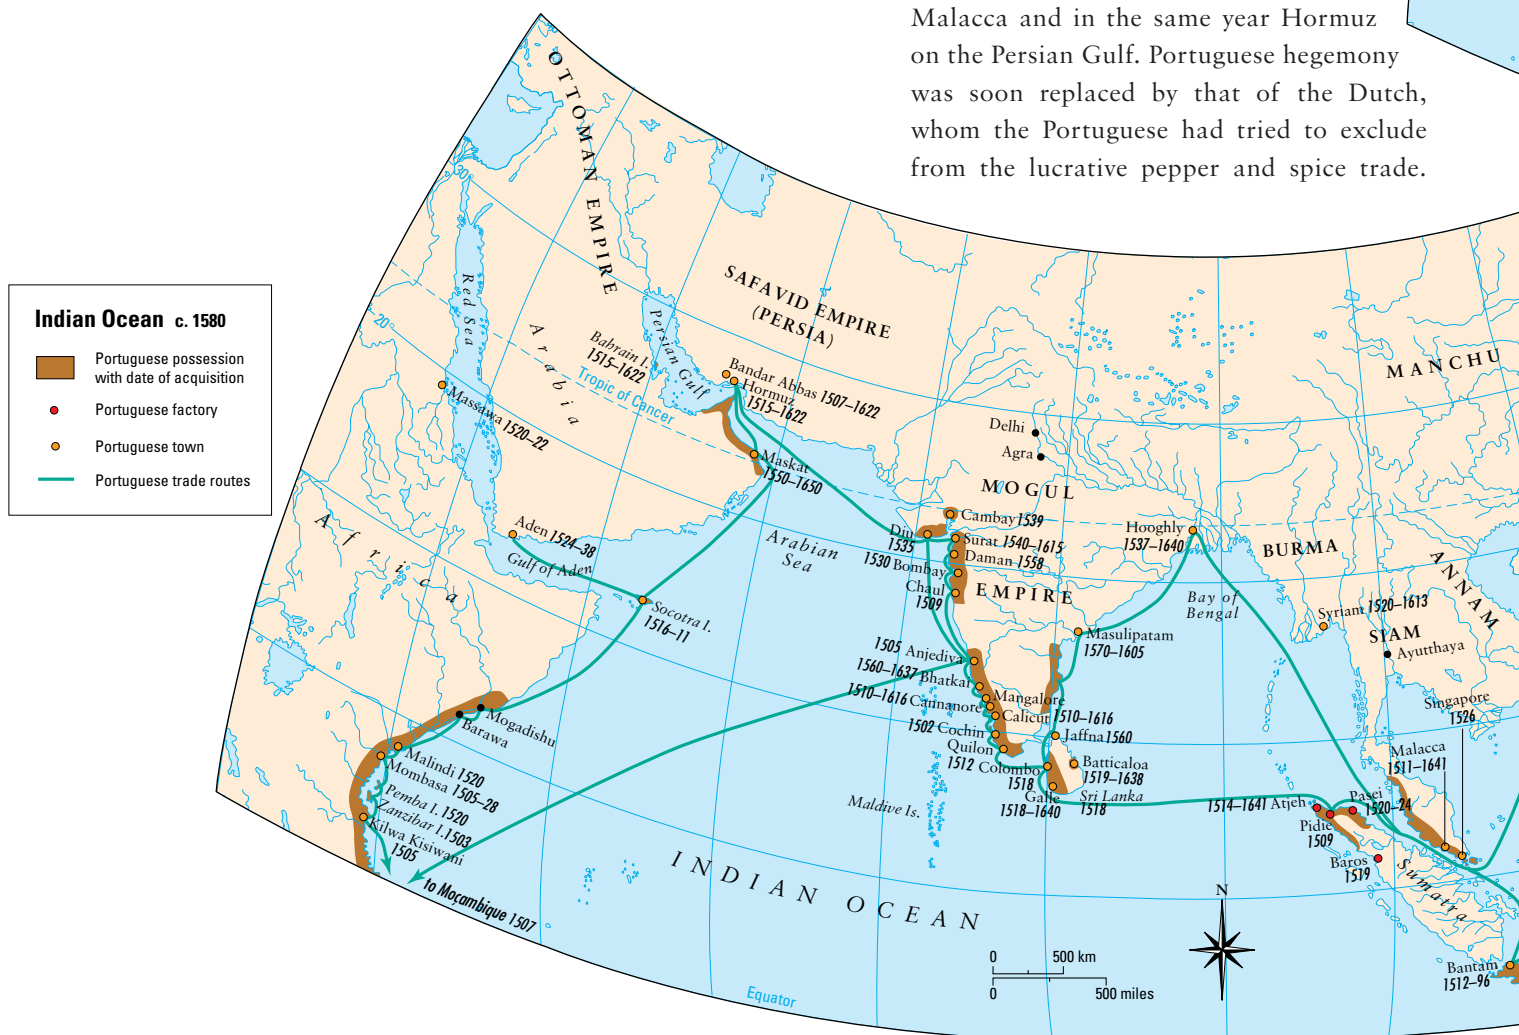 Malacca and in the same year Hormuz
on the Persian Gulf. Portuguese hegemony
was soon replaced by that of the Dutch,
whom the Portuguese had tried to exclude
from the lucrative pepper and spice trade.
Indian Ocean c. 1580
Portuguese possession
with date of acquisition
Portuguese factory
Portuguese town
Portuguese trade routes
OTTOMAN EMPIRE
30°
20°
Red Sea
Arabia
Persian Gulf
SAFAVID EMPIRE
(PERSIA)
Bahrain I.
1515–1622
Tropic of Cancer
Bandar Abbas 1507–1622
Hormuz
1515–1622
Massawa 1520–22
Maskat
1550–1650
Aden 1524–38
Gulf of Aden
Africa
Socotra I.
1516–11
Arabian
Sea
Delhi
Agra
MOGUL
EMPIRE
MANCHU
Cambay 1539
Diu
1535
Surat 1540–1615
Daman 1558
1530 Bombay
Chaul
1509
Hooghly
1537–1640
BURMA
ANNAM
Bay of
Bengal
Syriam 1520–1613
SIAM
Ayutthaya
Masulipatam
1570–1605
1505 Anjediva
1560–1637 Bhatkal
1510–1616 Cannanore
Mangalore
Calicut 1510–1616
1502 Cochin
Quilon
1512
Colombo
1518
Jaffna 1560
Batticaloa
1519–1638
Galle
1518–1640
Sri Lanka
1518
Maldive Is.
Singapore
1526
Malacca
1511–1641
1514–1641 Atjeh
Pasei
1520–24
Pidie
1509
Baros
1519
Sumatra
Bantam
1512–96
Mogadishu
Barawa
Malindi 1520
Mombasa 1505–28
Pemba I. 1520
Zanzibar I. 1503
Kilwa Kisiwani
1505
to Moçambique 1507
INDIAN OCEAN
Equator
N
0 500 km
0 500 miles